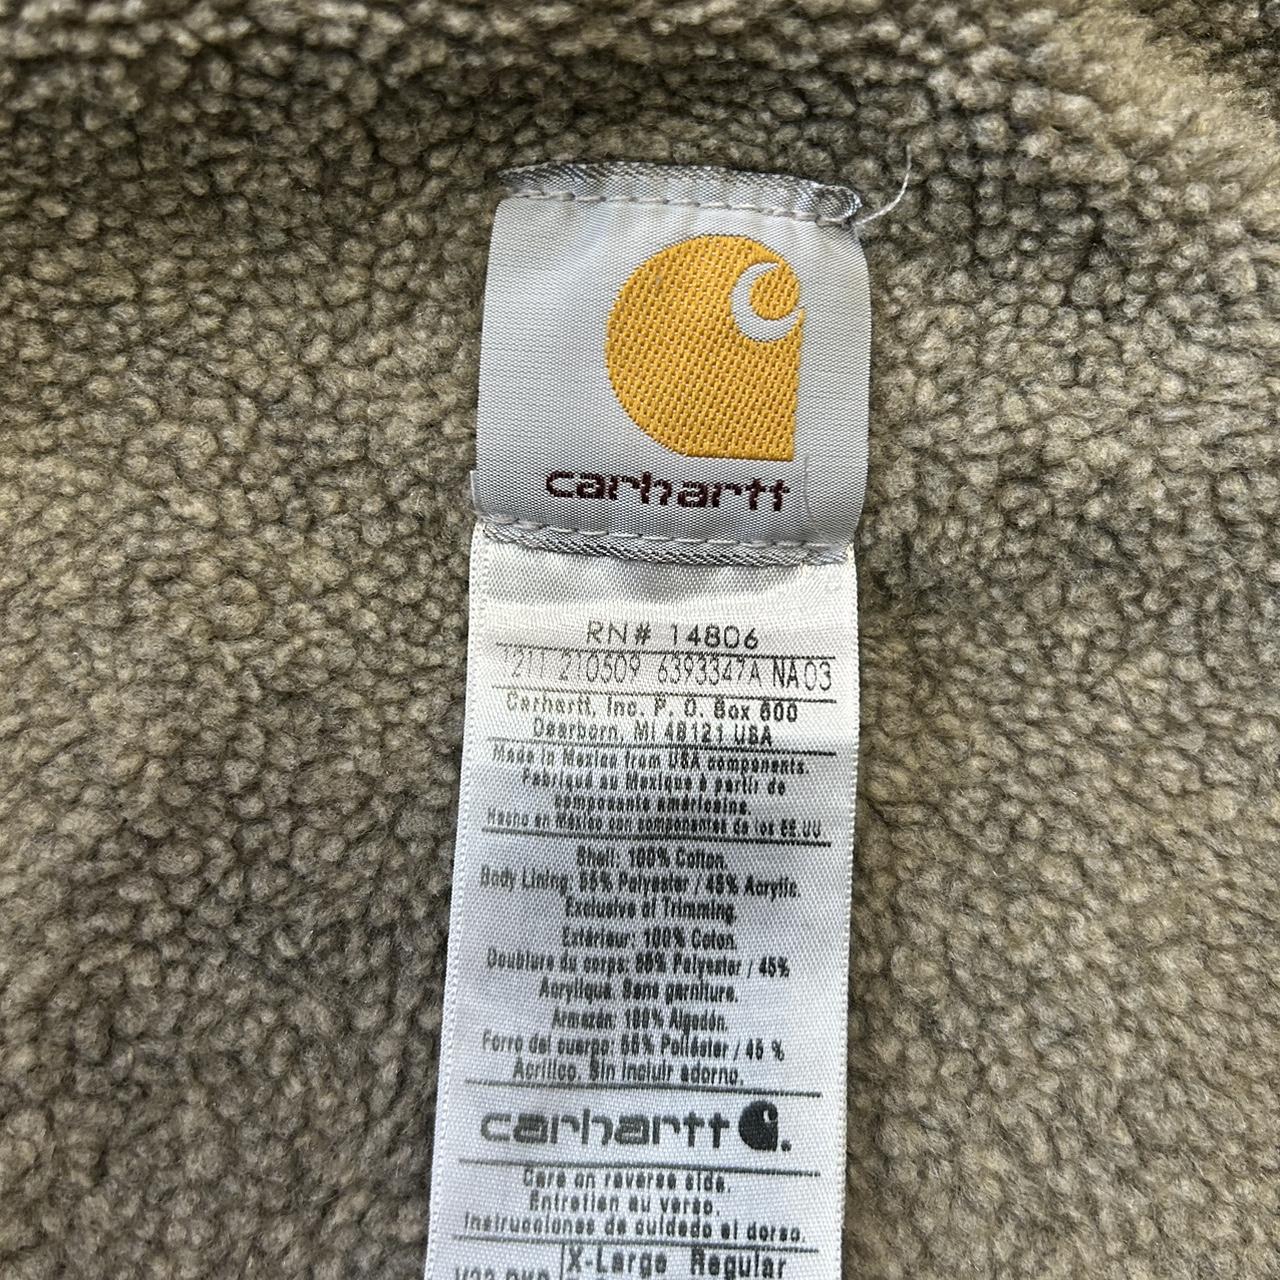 carhartt
RN# 14806
1211 210509 6393347A NA03
Carhartt, Inc. P. O. Box 600
Dearborn, MI 48121 USA
Made in Mexico from USA components.
Fabriqué au Mexique à partir de
composants américains.
Hecho en México con componentes de los EE.UU
Shell: 100% Cotton.
Body Lining: 55% Polyester / 45% Acrylic.
Exclusive of Trimming.
Extérieur: 100% Coton.
Doublure du corps: 55% Polyester / 45%
Acrylique. Sans garniture.
Armazón: 100% Algodón.
Forro del cuerpo: 55% Poliéster / 45 %
Acrílico. Sin incluir adorno.
carhartt
Care on reverse side.
Entretien au verso.
Instrucciones de cuidado al dorso.
X-Large Regular